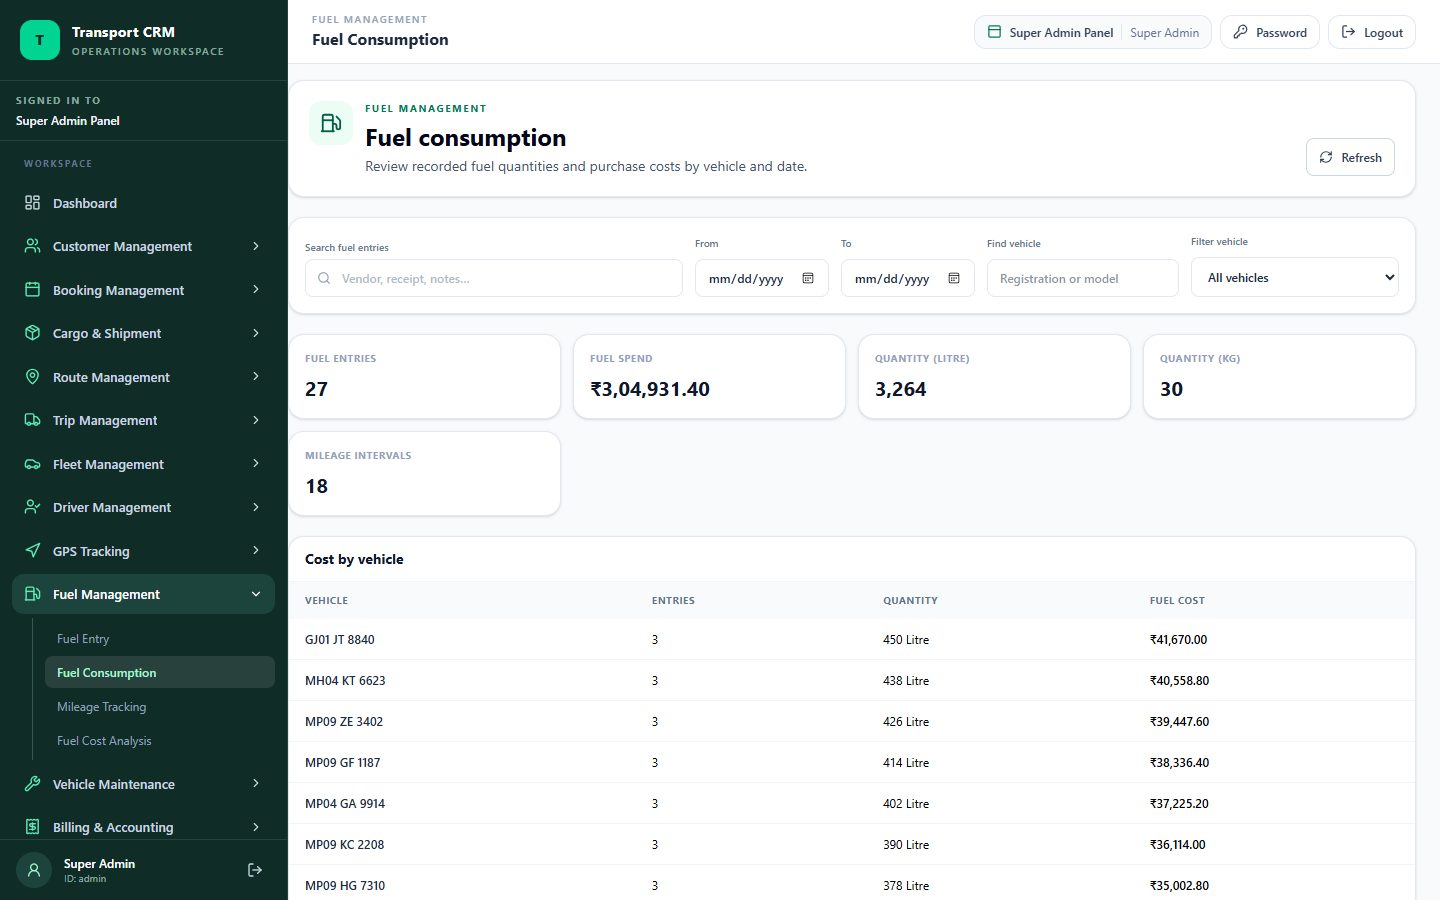 T
Transport CRM
OPERATIONS WORKSPACE
SIGNED IN TO
Super Admin Panel
WORKSPACE
Dashboard
Customer Management
Booking Management
Cargo & Shipment
Route Management
Trip Management
Fleet Management
Driver Management
GPS Tracking
Fuel Management
Fuel Entry
Fuel Consumption
Mileage Tracking
Fuel Cost Analysis
Vehicle Maintenance
Billing & Accounting
Super Admin
ID: admin
FUEL MANAGEMENT
Fuel Consumption
Super Admin Panel Super Admin
Password
Logout
FUEL MANAGEMENT
Fuel consumption
Review recorded fuel quantities and purchase costs by vehicle and date.
Refresh
Search fuel entries From To Find vehicle Filter vehicle
Vendor, receipt, notes... mm/dd/yyyy mm/dd/yyyy Registration or model All vehicles
FUEL ENTRIES FUEL SPEND QUANTITY (LITRE) QUANTITY (KG)
27 ₹3,04,931.40 3,264 30
MILEAGE INTERVALS
18
Cost by vehicle
VEHICLE ENTRIES QUANTITY FUEL COST
GJ01 JT 8840 3 450 Litre ₹41,670.00
MH04 KT 6623 3 438 Litre ₹40,558.80
MP09 ZE 3402 3 426 Litre ₹39,447.60
MP09 GF 1187 3 414 Litre ₹38,336.40
MP04 GA 9914 3 402 Litre ₹37,225.20
MP09 KC 2208 3 390 Litre ₹36,114.00
MP09 HG 7310 3 378 Litre ₹35,002.80